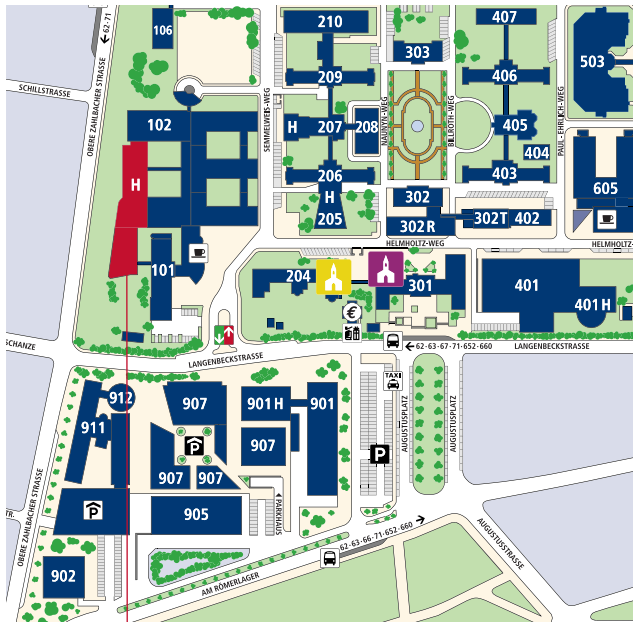 106
62-71
210
407
303
503
209
406
SCHILLSTRASSE
OBERE ZAHLBACHER STRASSE
SEMMELWEIS-WEG
NAUNYN-WEG
BILLROTH-WEG
PAUL-EHRLICH-WEG
102
H
207
208
405
404
H
206
403
605
H
205
302
302 R
302T
402
HELMHOLTZ-WEG
HELMHOLTZ-
101
204
301
401
401 H
€
SCHANZE
62-63-67-71-652-660
LANGENBECKSTRASSE
LANGENBECKSTRASSE
TAXI
912
907
901 H
901
911
907
P
P
AUGUSTUSPLATZ
AUGUSTUSPLATZ
907
907
P
905
PARKHAUS
TR.
OBERE ZAHLBACHER STRASSE
62-63-66-71-652-660
AUGUSTUSSTRASSE
902
AM RÖMERLAGER